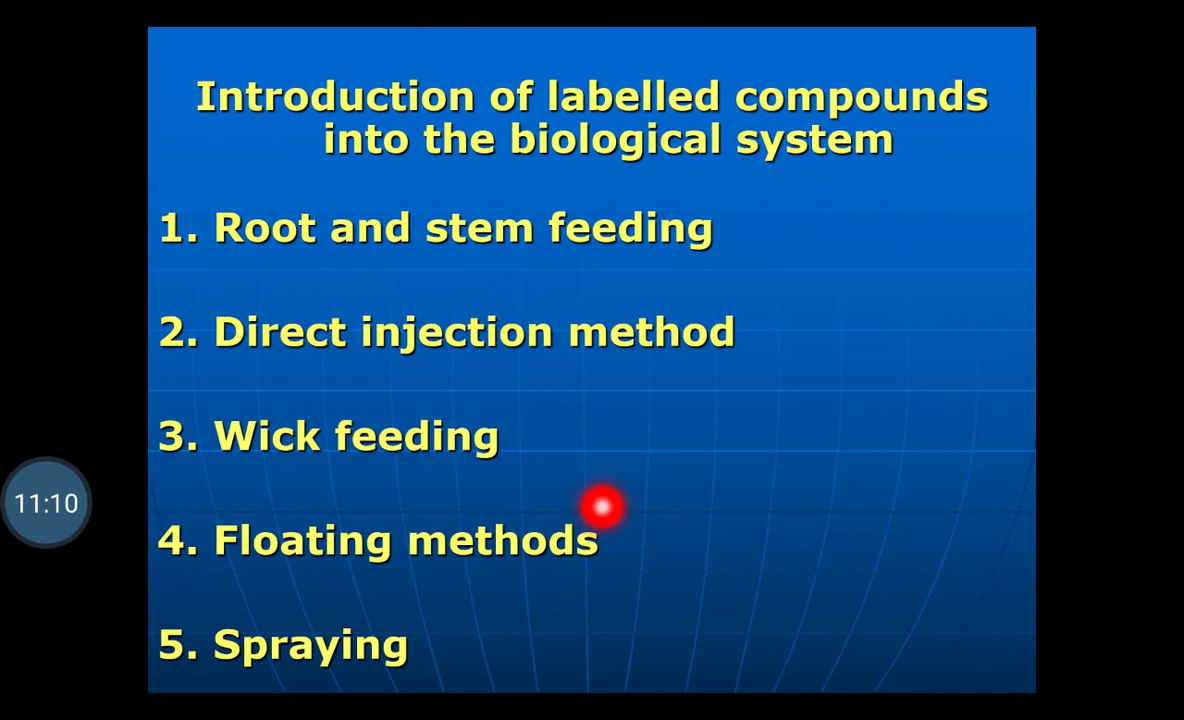 Introduction of labelled compounds
into the biological system
1. Root and stem feeding
2. Direct injection method
3. Wick feeding
11:10
4. Floating methods
5. Spraying